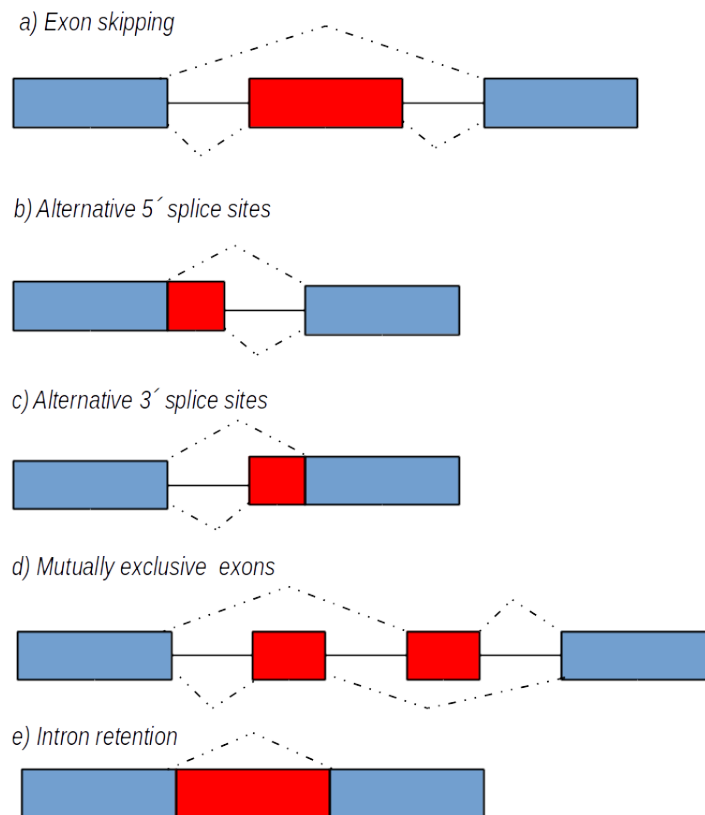 a) Exon skipping
b) Alternative 5´ splice sites
c) Alternative 3´ splice sites
d) Mutually exclusive exons
e) Intron retention